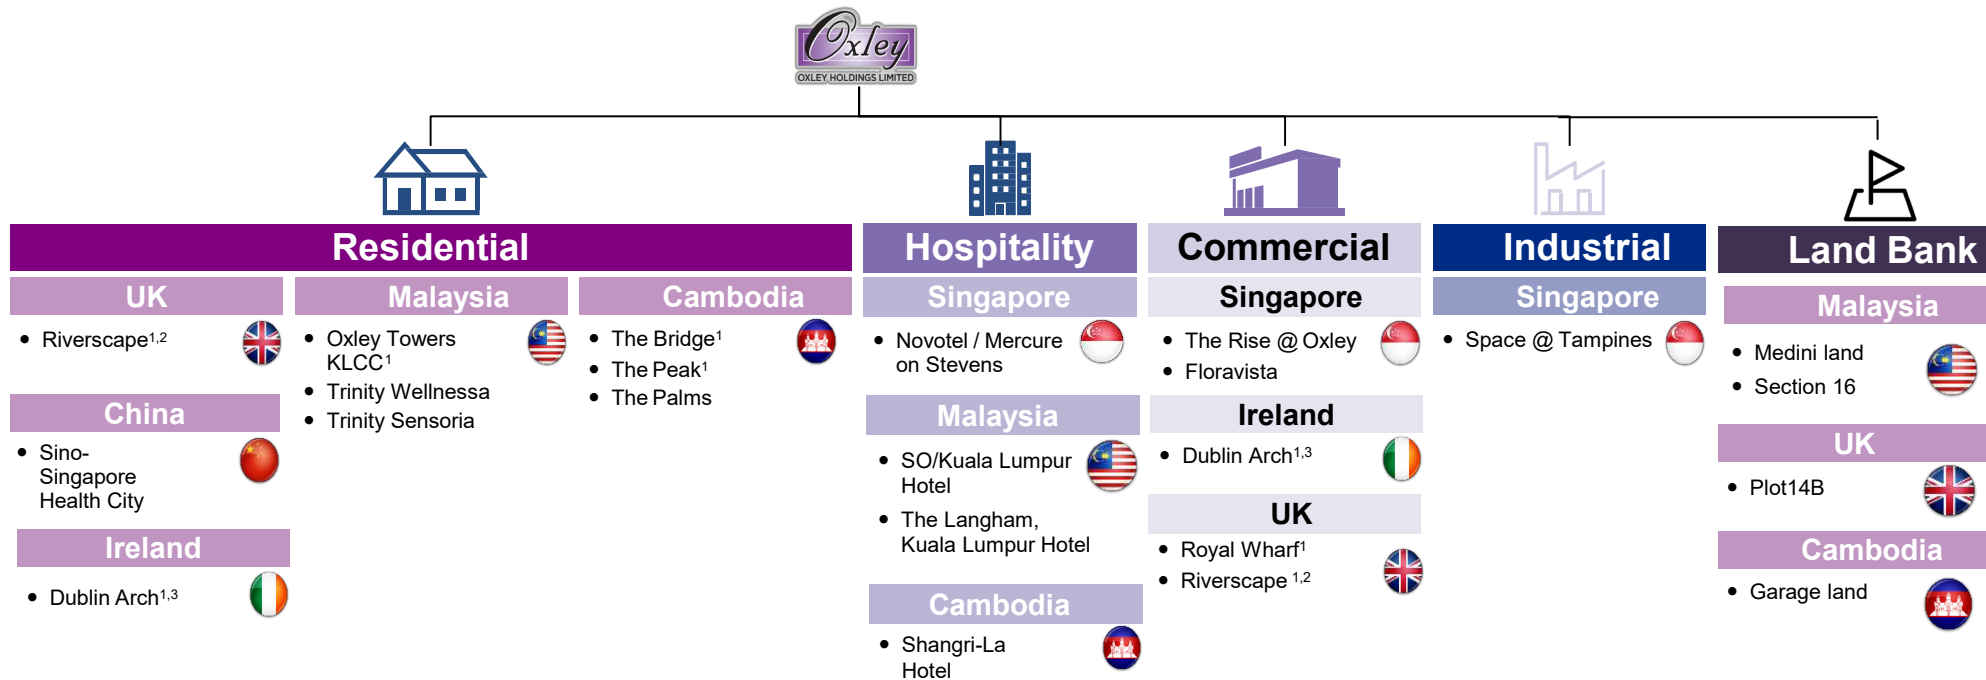 Oxley
OXLEY HOLDINGS LIMITED
Residential
UK
• Riverscape1,2
China
• Sino-
Singapore
Health City
Ireland
• Dublin Arch1,3
Malaysia
• Oxley Towers
KLCC1
• Trinity Wellnessa
• Trinity Sensoria
Cambodia
• The Bridge1
• The Peak1
• The Palms
Hospitality
Singapore
• Novotel / Mercure
on Stevens
Malaysia
• SO/Kuala Lumpur
Hotel
• The Langham,
Kuala Lumpur Hotel
Cambodia
• Shangri-La
Hotel
Commercial
Singapore
• The Rise @ Oxley
• Floravista
Ireland
• Dublin Arch1,3
UK
• Royal Wharf1
• Riverscape 1,2
Industrial
Singapore
• Space @ Tampines
Land Bank
Malaysia
• Medini land
• Section 16
UK
• Plot14B
Cambodia
• Garage land